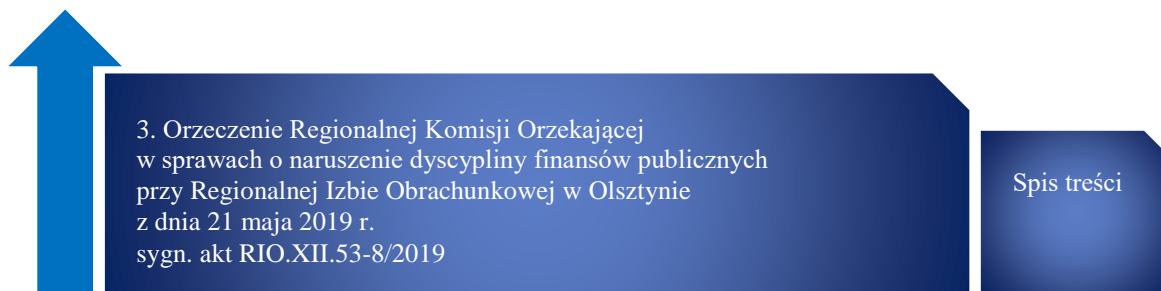 3. Orzeczenie Regionalnej Komisji Orzekającej
w sprawach o naruszenie dyscypliny finansów publicznych
przy Regionalnej Izbie Obrachunkowej w Olsztynie
z dnia 21 maja 2019 r.
sygn. akt RIO.XII.53-8/2019
Spis treści